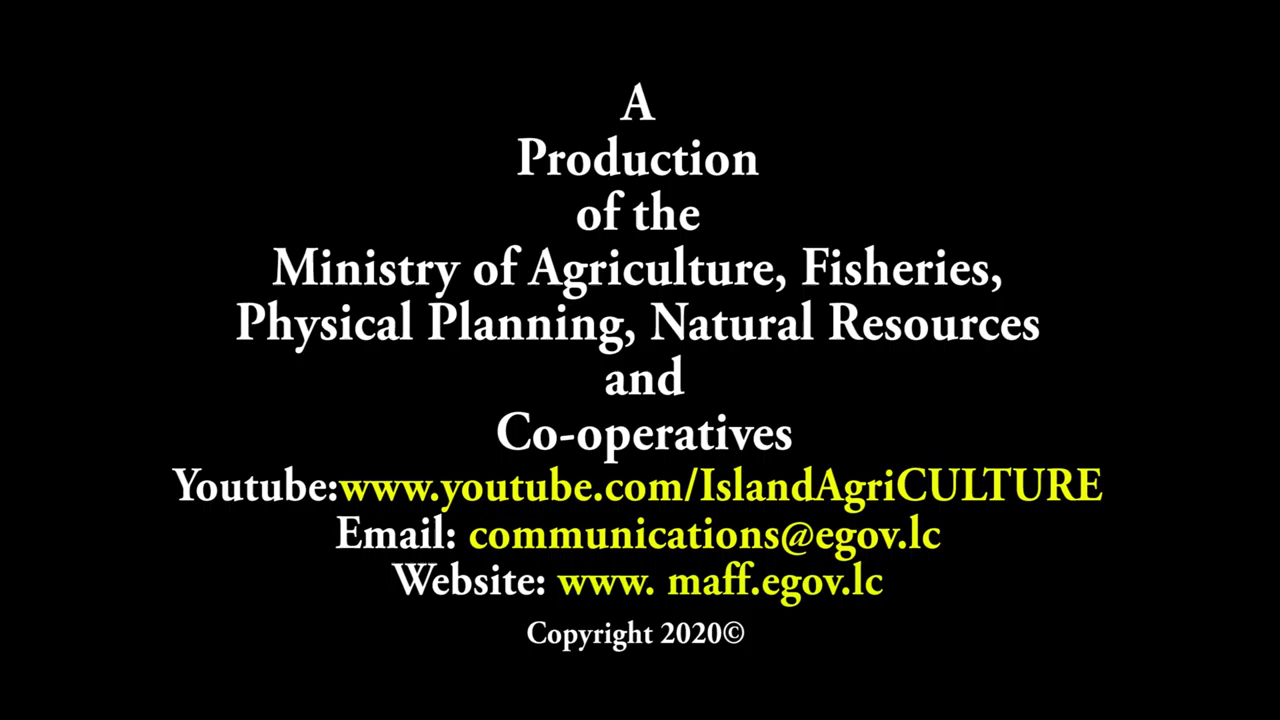 A
Production
of the
Ministry of Agriculture, Fisheries,
Physical Planning, Natural Resources
and
Co-operatives
Youtube:www.youtube.com/IslandAgriCULTURE
Email: communications@egov.lc
Website: www. maff.egov.lc
Copyright 2020©